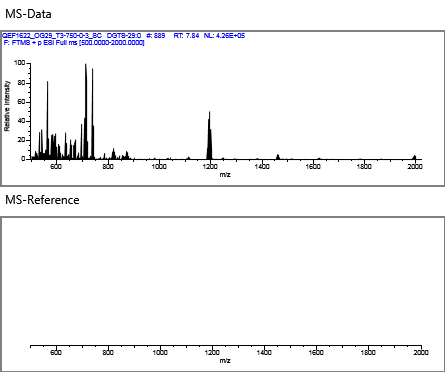 MS-Data
QEF1622_OG29_T3-750-0-3_8C DGTS-29:0 #: 889 RT: 7.84 NL: 4.26E+05
F: FTMS + p ESI Full ms [500.0000-2000.0000]
100
80
60
40
20
0
Relative Intensity
600 800 1000 1200 1400 1600 1800 2000
m/z
MS-Reference
600 800 1000 1200 1400 1600 1800 2000
m/z